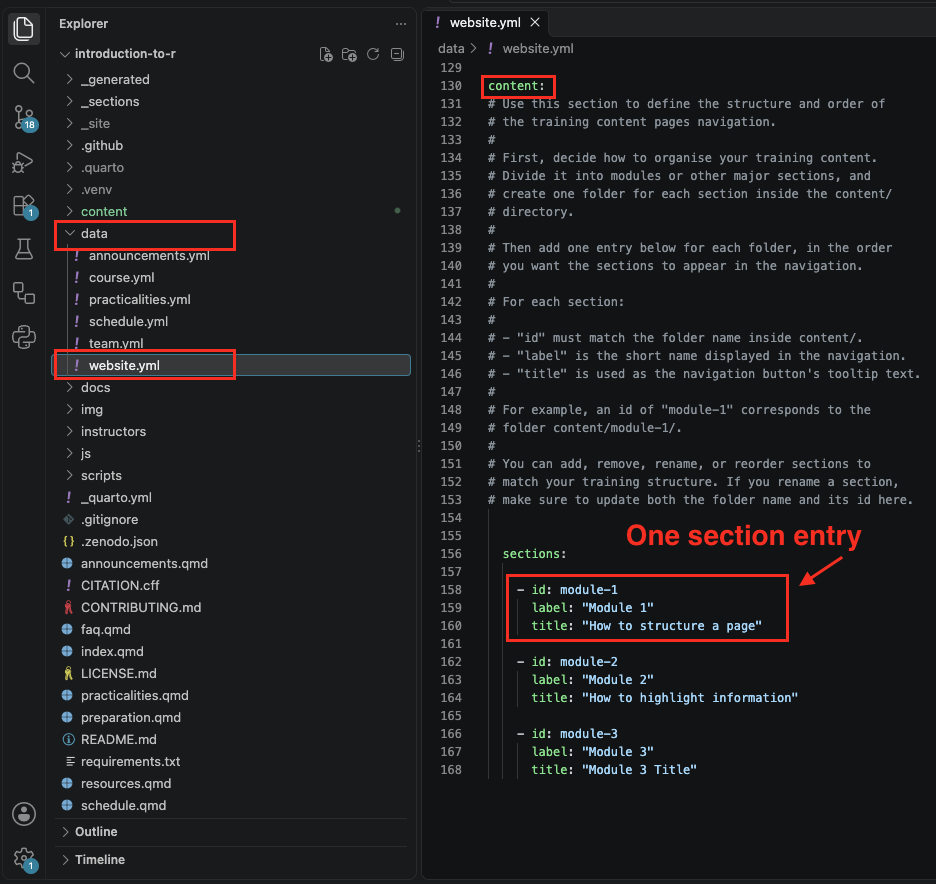 Explorer
introduction-to-r
_generated
_sections
_site
.github
.quarto
.venv
content
data
announcements.yml
course.yml
practicalities.yml
schedule.yml
team.yml
website.yml
docs
img
instructors
js
scripts
_quarto.yml
.gitignore
.zenodo.json
announcements.qmd
CITATION.cff
CONTRIBUTING.md
faq.qmd
index.qmd
LICENSE.md
practicalities.qmd
preparation.qmd
README.md
requirements.txt
resources.qmd
schedule.qmd
Outline
Timeline
18
1
1
website.yml
data > website.yml
129
130 content:
131 # Use this section to define the structure and order of
132 # the training content pages navigation.
133 #
134 # First, decide how to organise your training content.
135 # Divide it into modules or other major sections, and
136 # create one folder for each section inside the content/
137 # directory.
138 #
139 # Then add one entry below for each folder, in the order
140 # you want the sections to appear in the navigation.
141 #
142 # For each section:
143 #
144 # - "id" must match the folder name inside content/.
145 # - "label" is the short name displayed in the navigation.
146 # - "title" is used as the navigation button's tooltip text.
147 #
148 # For example, an id of "module-1" corresponds to the
149 # folder content/module-1/.
150 #
151 # You can add, remove, rename, or reorder sections to
152 # match your training structure. If you rename a section,
153 # make sure to update both the folder name and its id here.
154
155
One section entry
156 sections:
157
158 - id: module-1
159 label: "Module 1"
160 title: "How to structure a page"
161
162 - id: module-2
163 label: "Module 2"
164 title: "How to highlight information"
165
166 - id: module-3
167 label: "Module 3"
168 title: "Module 3 Title"